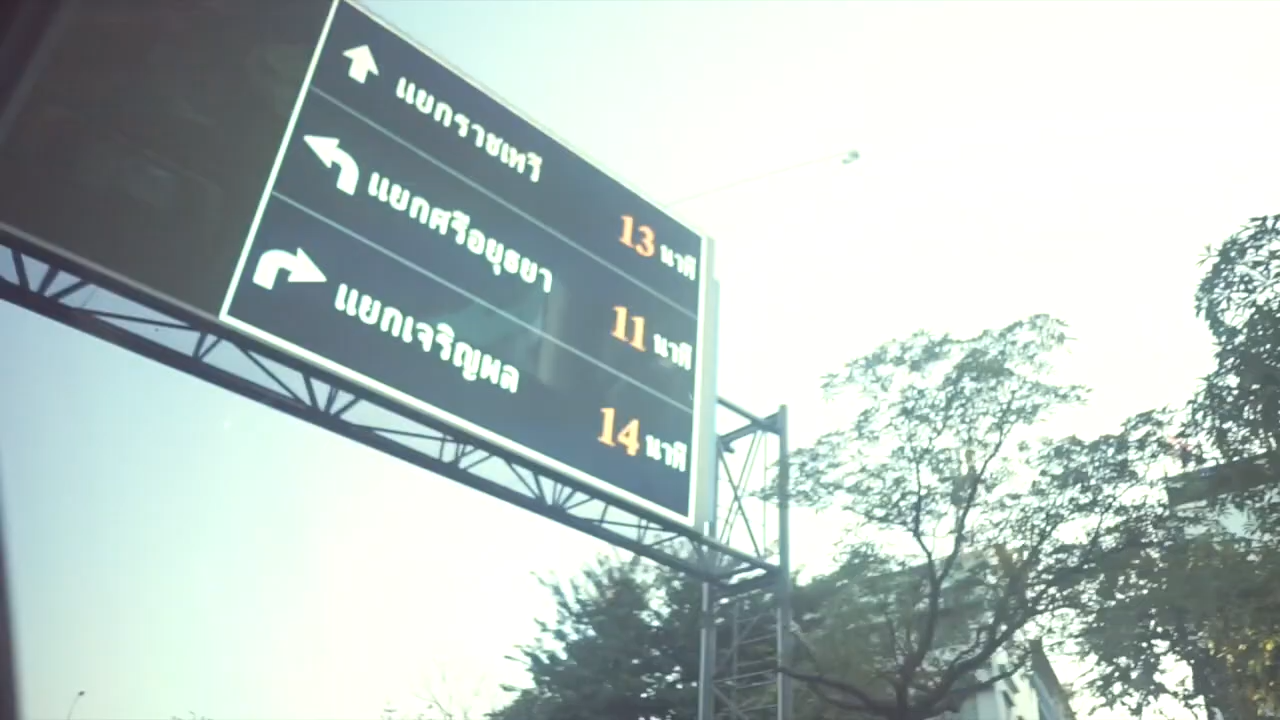 แยกราชเทวี 13 นาที
แยกศรีอยุธยา 11 นาที
แยกเจริญผล 14 นาที